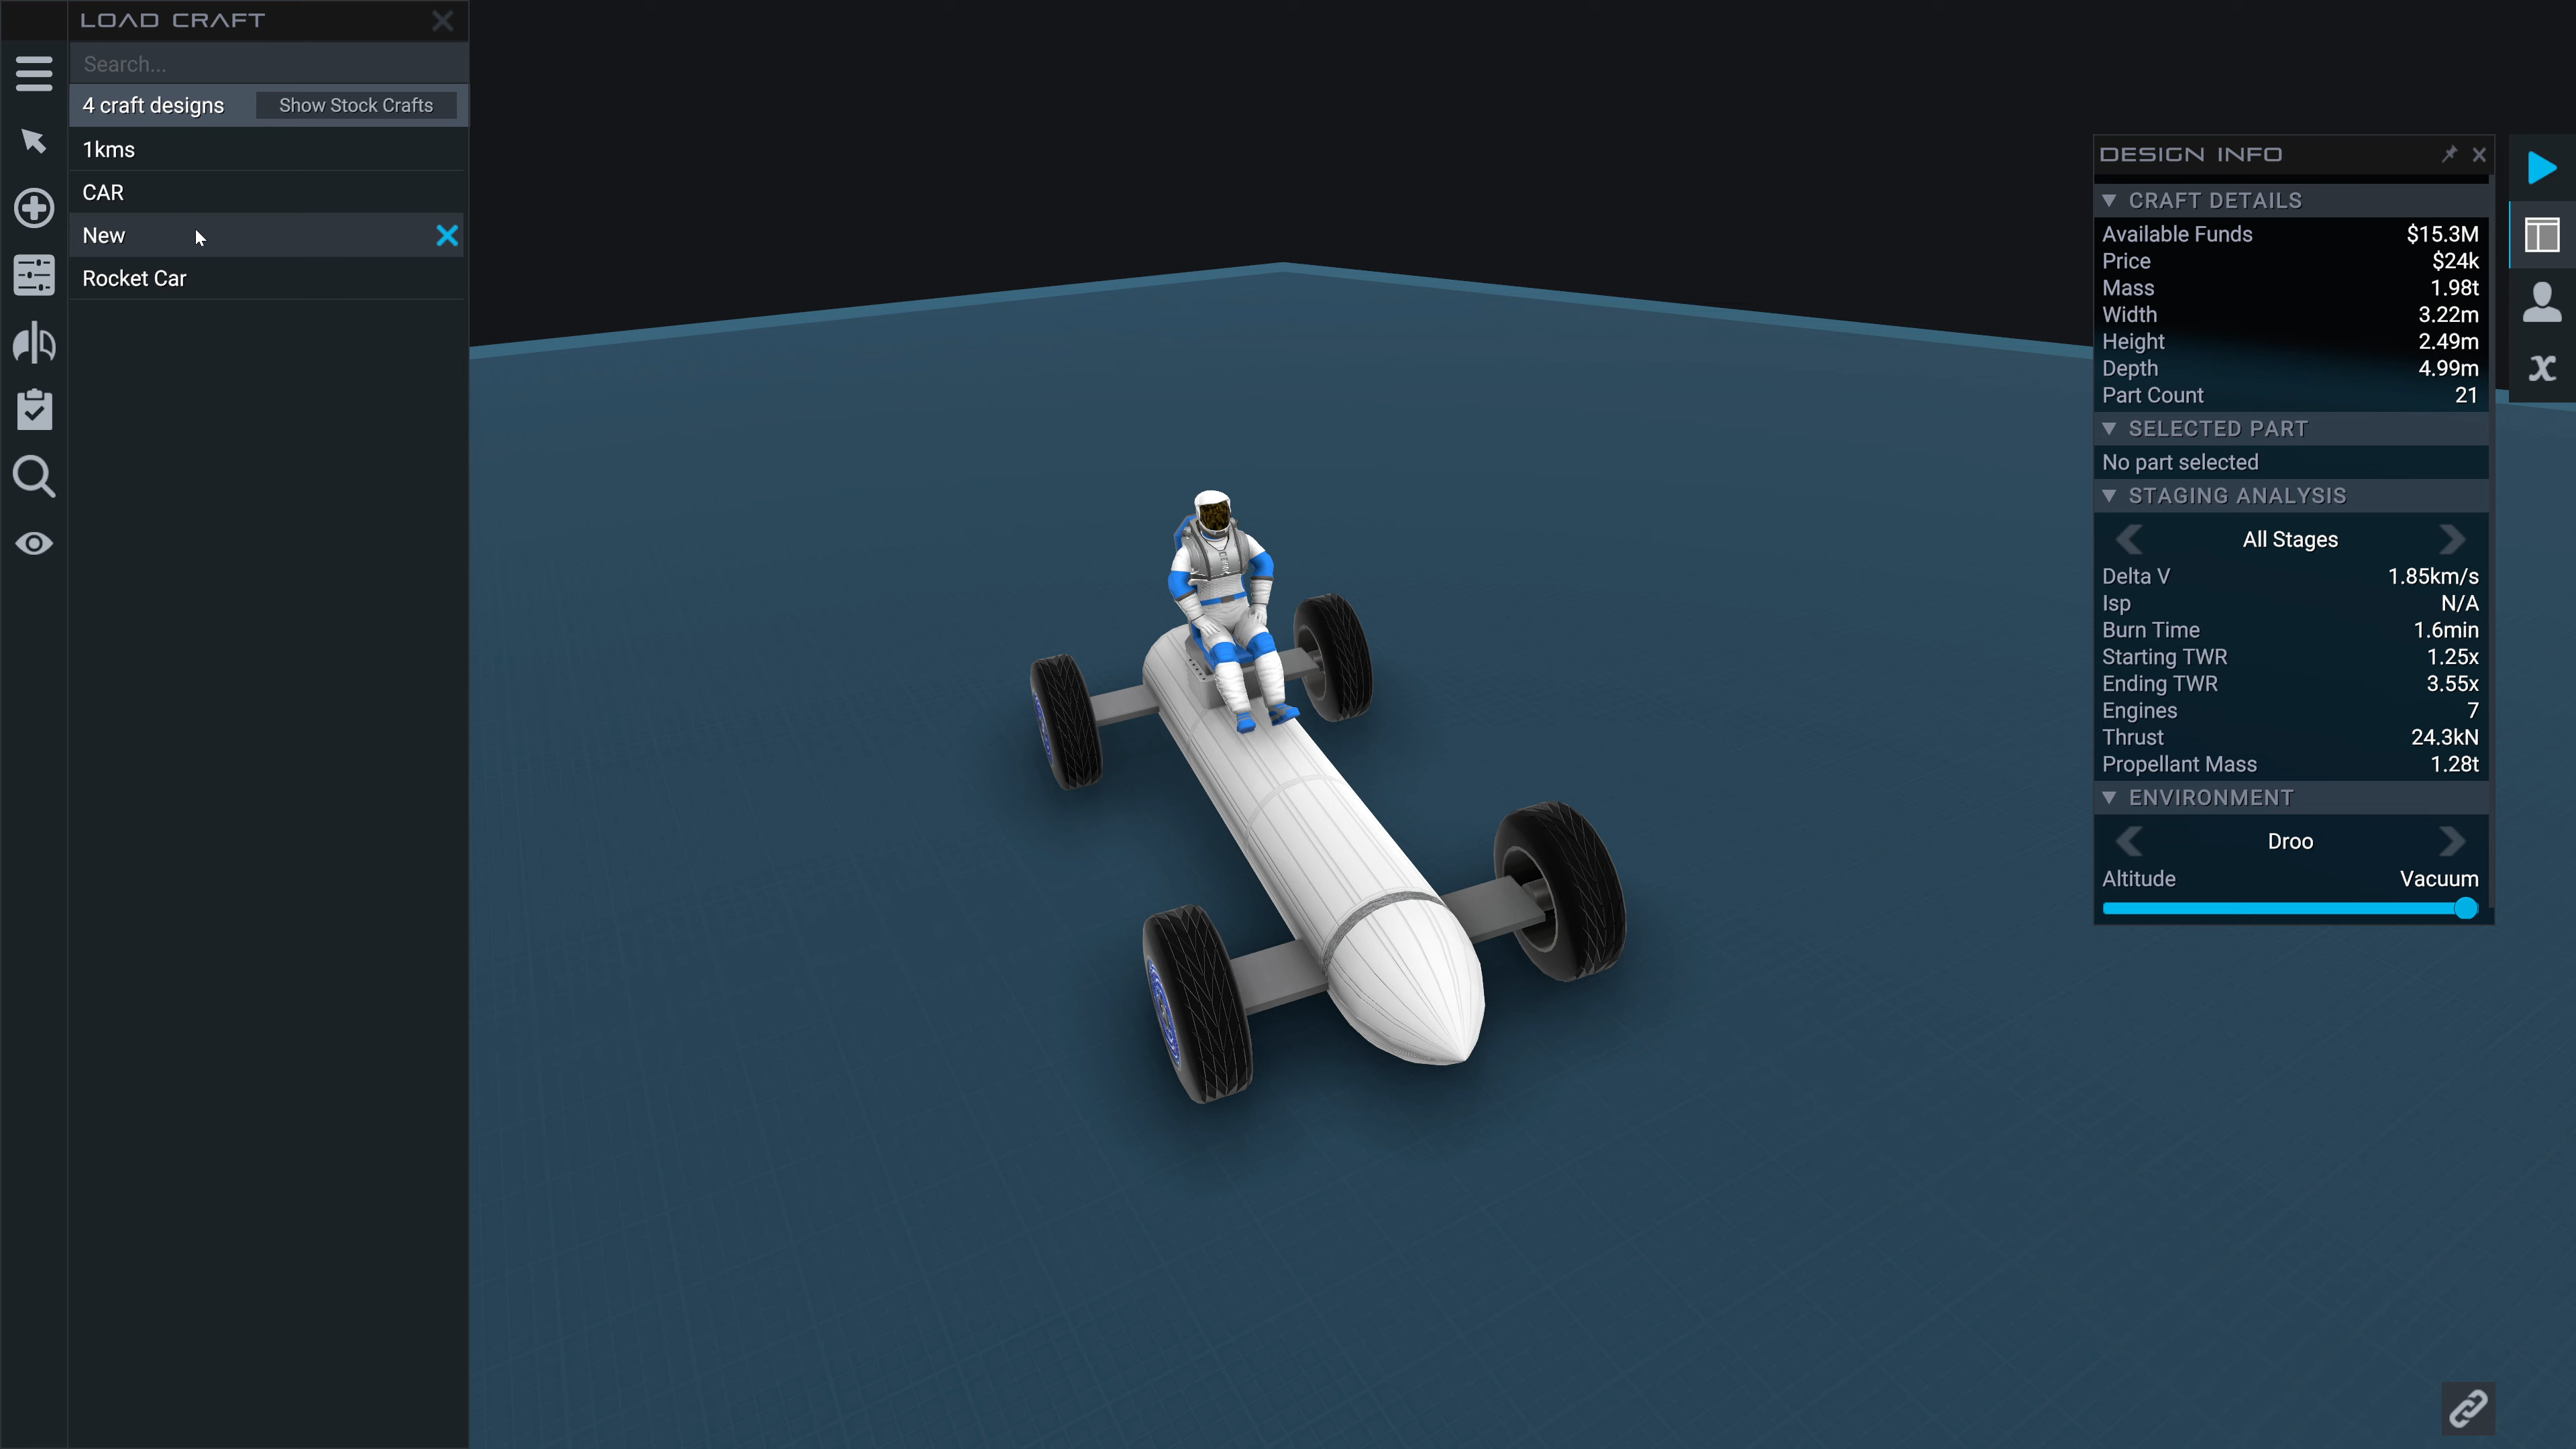 LOAD CRAFT
Search...
4 craft designs
Show Stock Crafts
1kms
CAR
New
Rocket Car
DESIGN INFO
CRAFT DETAILS
Available Funds $15.3M
Price $24k
Mass 1.98t
Width 3.22m
Height 2.49m
Depth 4.99m
Part Count 21
SELECTED PART
No part selected
STAGING ANALYSIS
All Stages
Delta V 1.85km/s
Isp N/A
Burn Time 1.6min
Starting TWR 1.25x
Ending TWR 3.55x
Engines 7
Thrust 24.3kN
Propellant Mass 1.28t
ENVIRONMENT
Droo
Altitude Vacuum